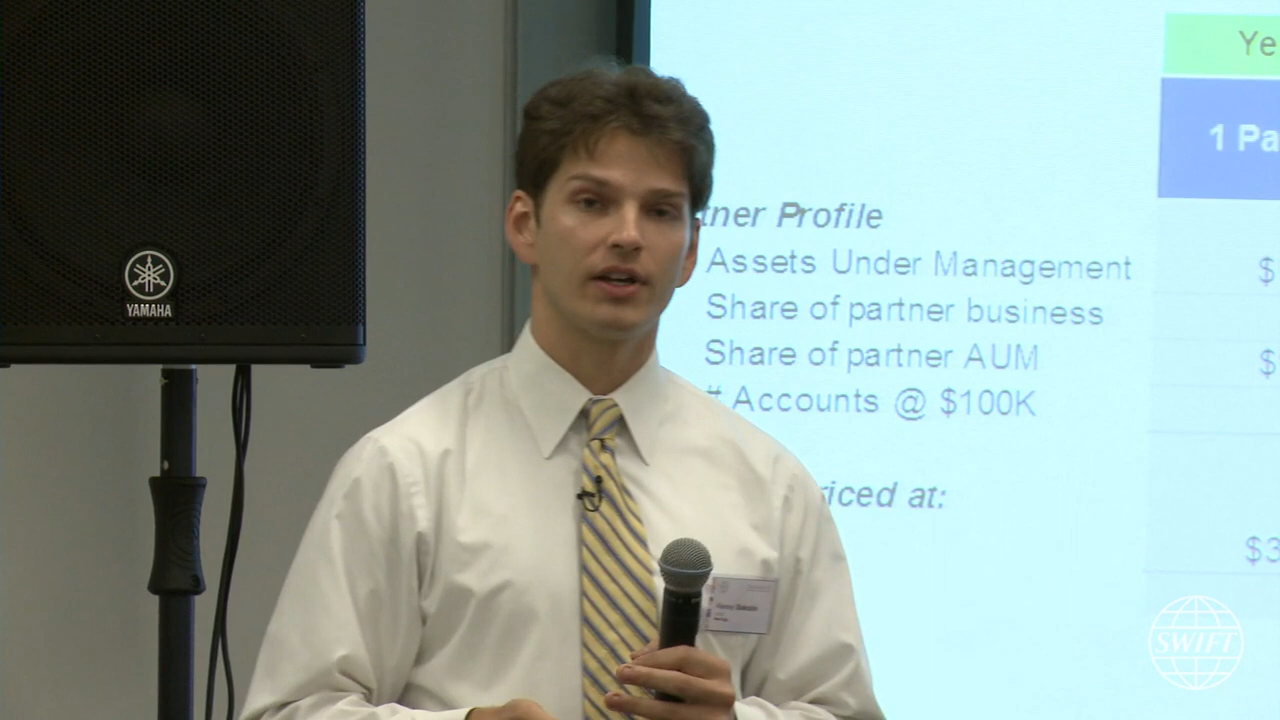 YAMAHA
Ye
1 Pa
tner Profile
Assets Under Management
$
Share of partner business
Share of partner AUM
$
# Accounts @ $100K
riced at:
$3
SWIFT